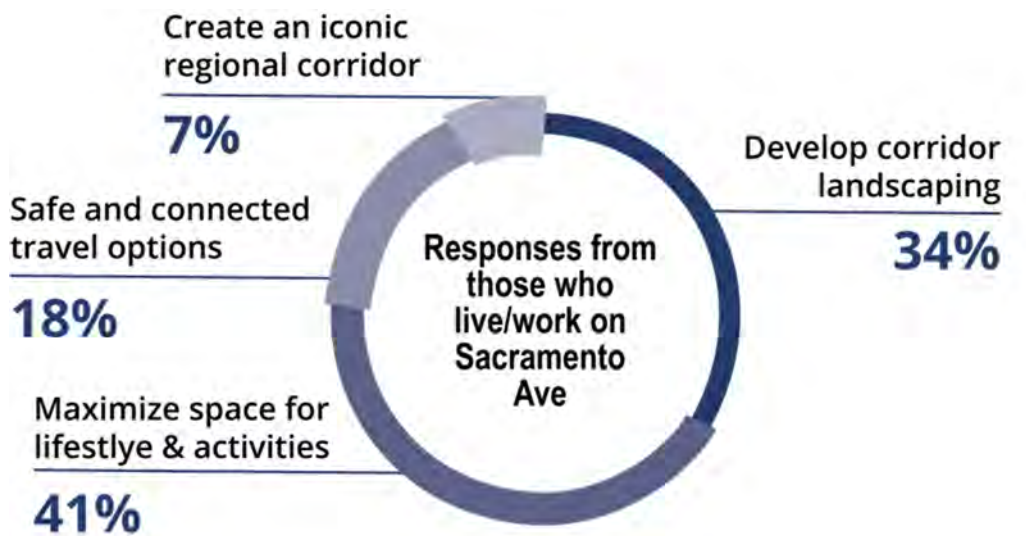 Create an iconic
regional corridor
7%
Develop corridor
landscaping
34%
Safe and connected
travel options
18%
Responses from
those who
live/work on
Sacramento
Ave
Maximize space for
lifestlye & activities
41%